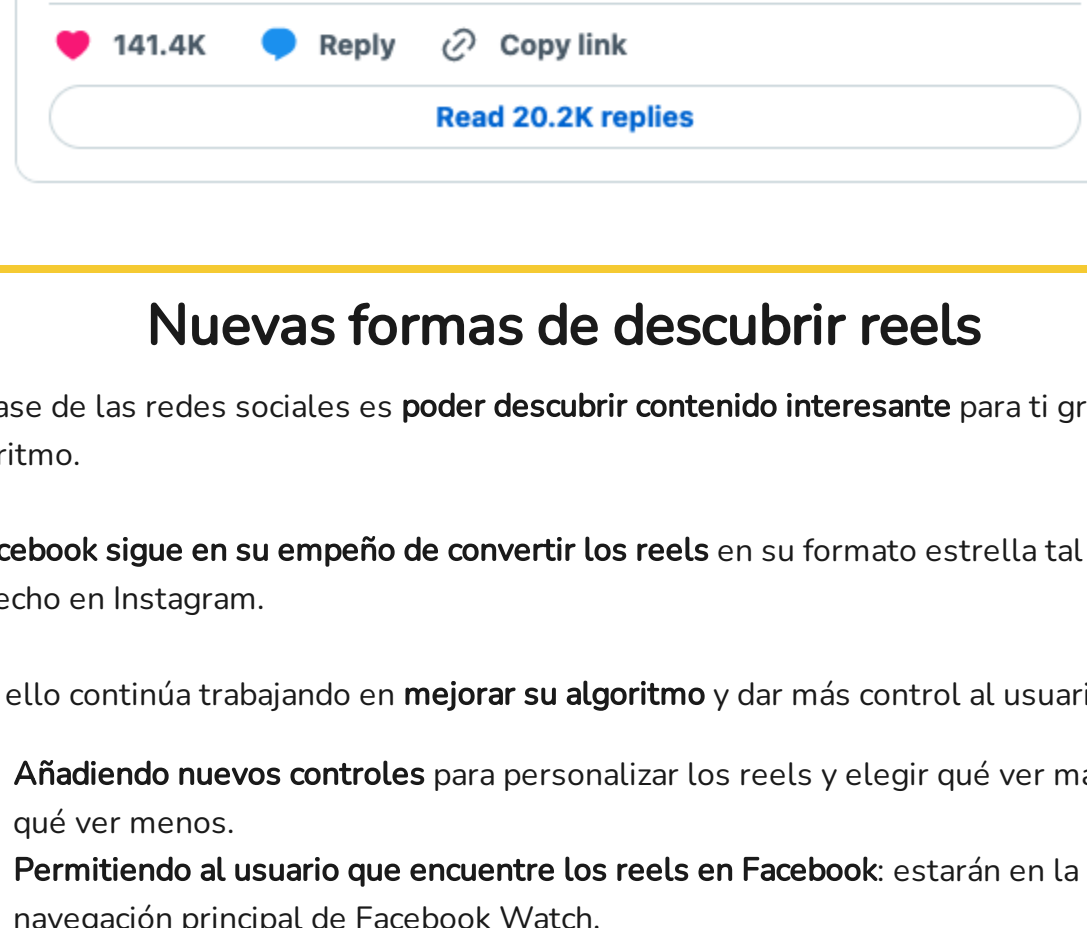 141.4K Reply Copy link
Read 20.2K replies
Nuevas formas de descubrir reels
ase de las redes sociales es poder descubrir contenido interesante para ti gr
ritmo.
cebook sigue en su empeño de convertir los reels en su formato estrella tal
echo en Instagram.
ello continúa trabajando en mejorar su algoritmo y dar más control al usuari
Añadiendo nuevos controles para personalizar los reels y elegir qué ver má
qué ver menos.
Permitiendo al usuario que encuentre los reels en Facebook: estarán en la
navegación principal de Facebook Watch.